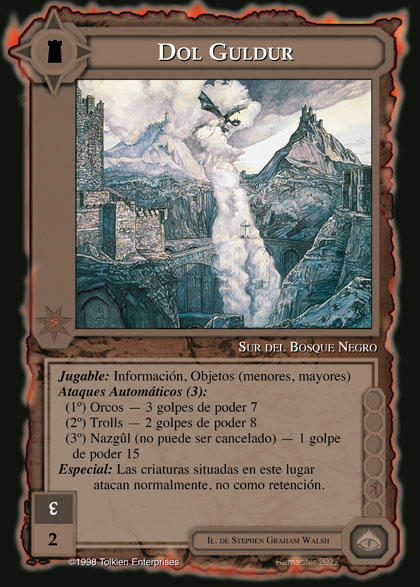 Dol Guldur
Sur del Bosque Negro
Jugable: Información, Objetos (menores, mayores)
Ataques Automáticos (3):
(1º) Orcos — 3 golpes de poder 7
(2º) Trolls — 2 golpes de poder 8
(3º) Nazgûl (no puede ser cancelado) — 1 golpe
de poder 15
Especial: Las criaturas situadas en este lugar
atacan normalmente, no como retención.
ε
2
Il. de Stephen Graham Walsh
©1998 Tolkien Enterprises
Remaster 2022